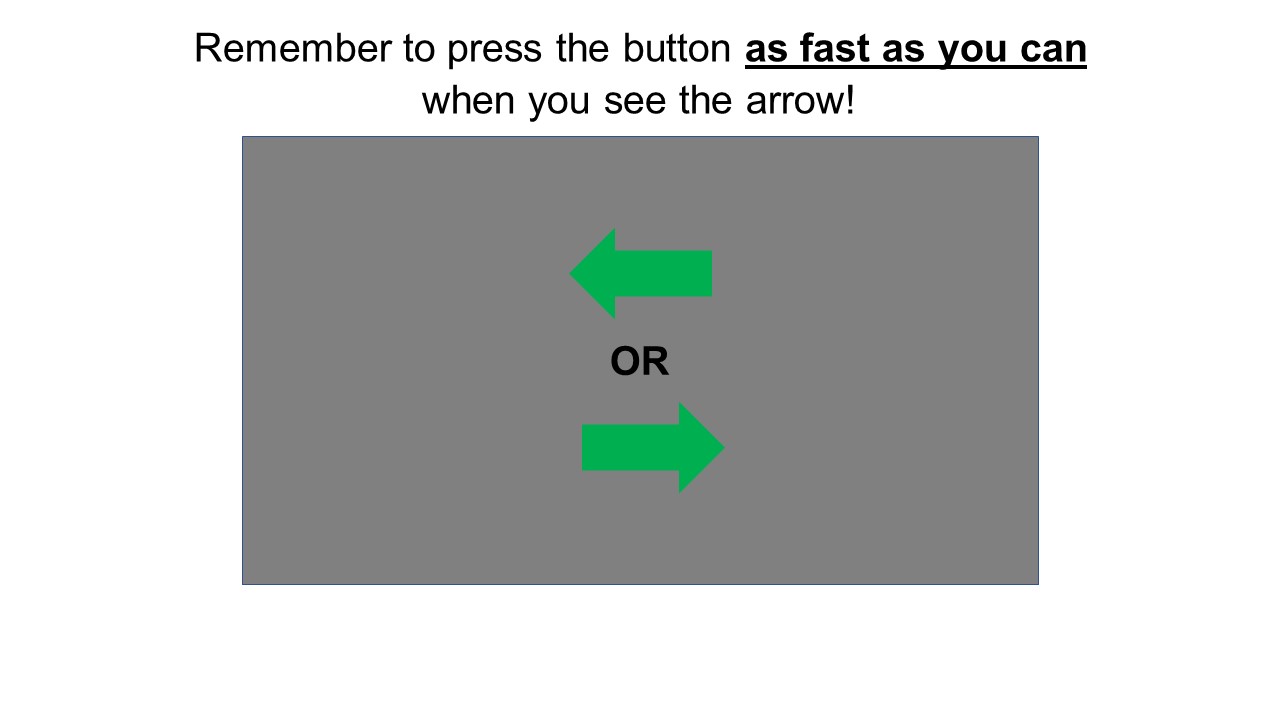 Remember to press the button as fast as you can
when you see the arrow!
OR